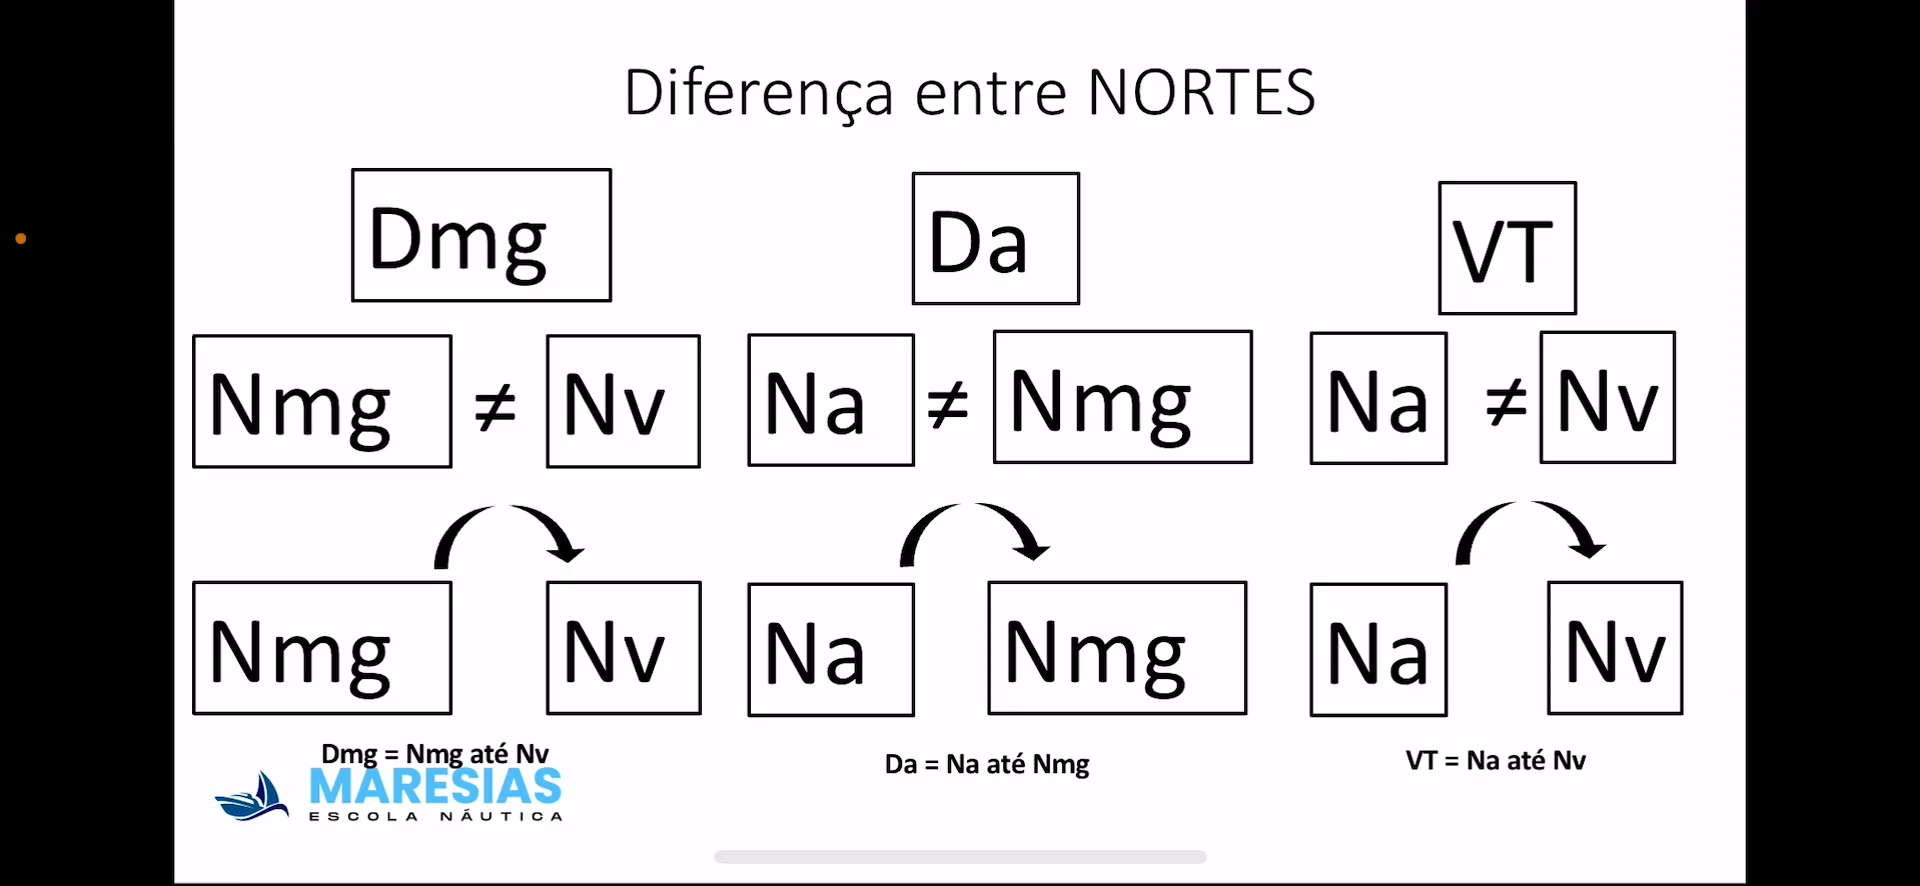 Diferença entre NORTES
Dmg
Da
VT
Nmg ≠ Nv
Na ≠ Nmg
Na ≠ Nv
Nmg Nv
Na Nmg
Na Nv
Dmg = Nmg até Nv
Da = Na até Nmg
VT = Na até Nv
MARESIAS
ESCOLA NÁUTICA